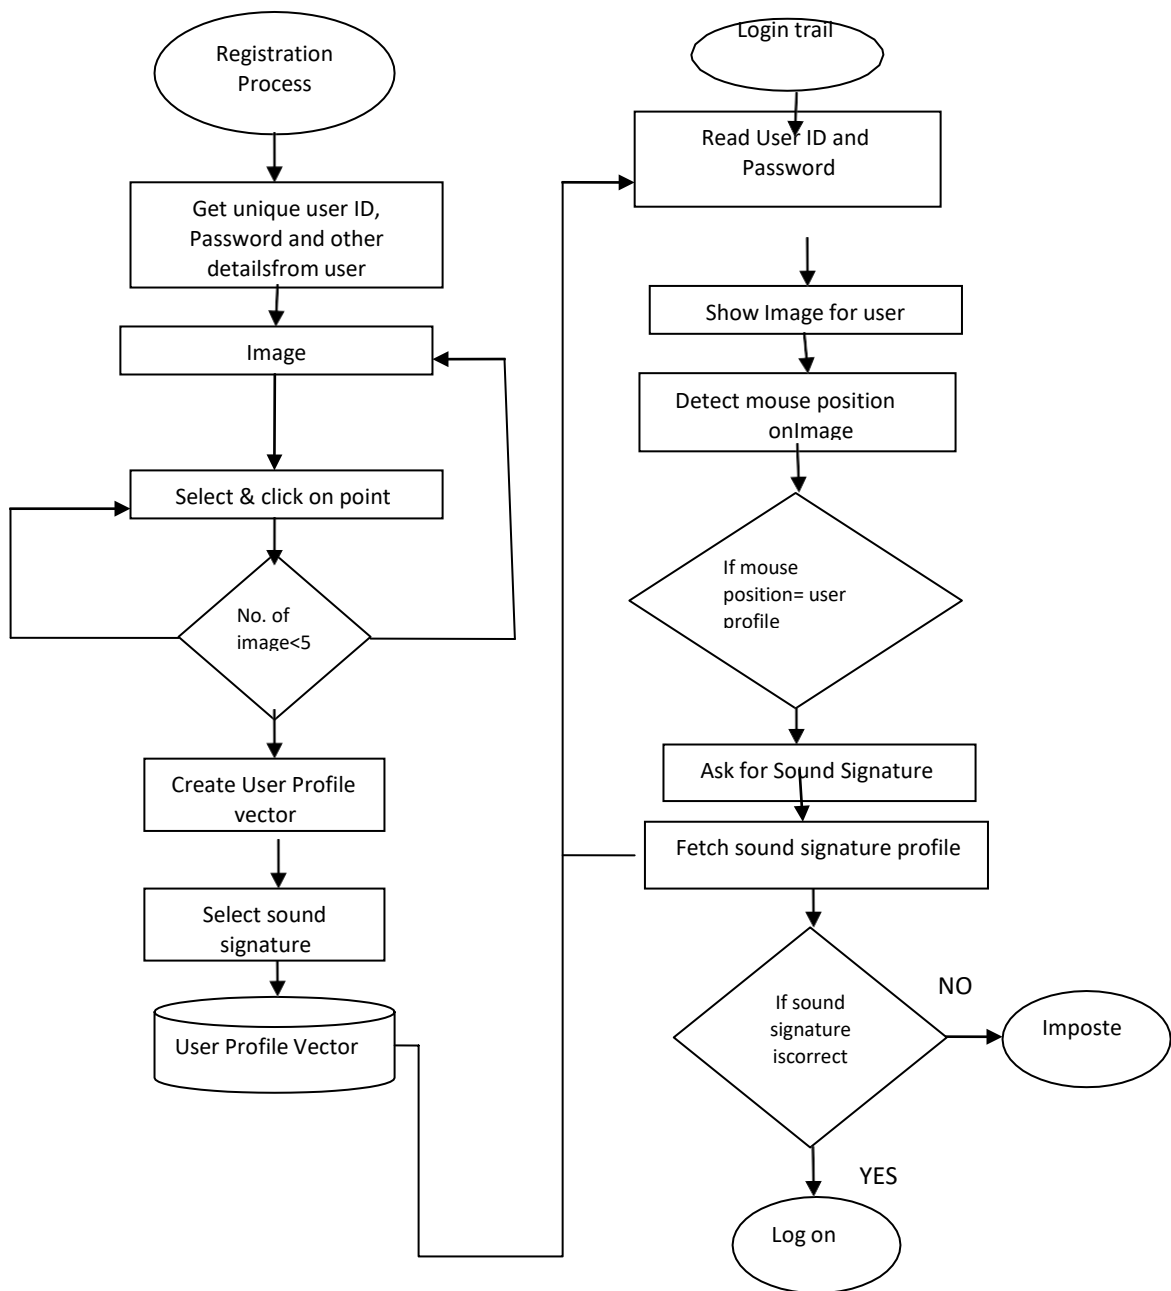 Registration
Process
Get unique user ID,
Password and other
detailsfrom user
Image
Select & click on point
No. of
image<5
Create User Profile
vector
Select sound
signature
User Profile Vector
Login trail
Read User ID and
Password
Show Image for user
Detect mouse position
onImage
If mouse
position= user
profile
Ask for Sound Signature
Fetch sound signature profile
If sound
signature
iscorrect
NO
Imposte
YES
Log on